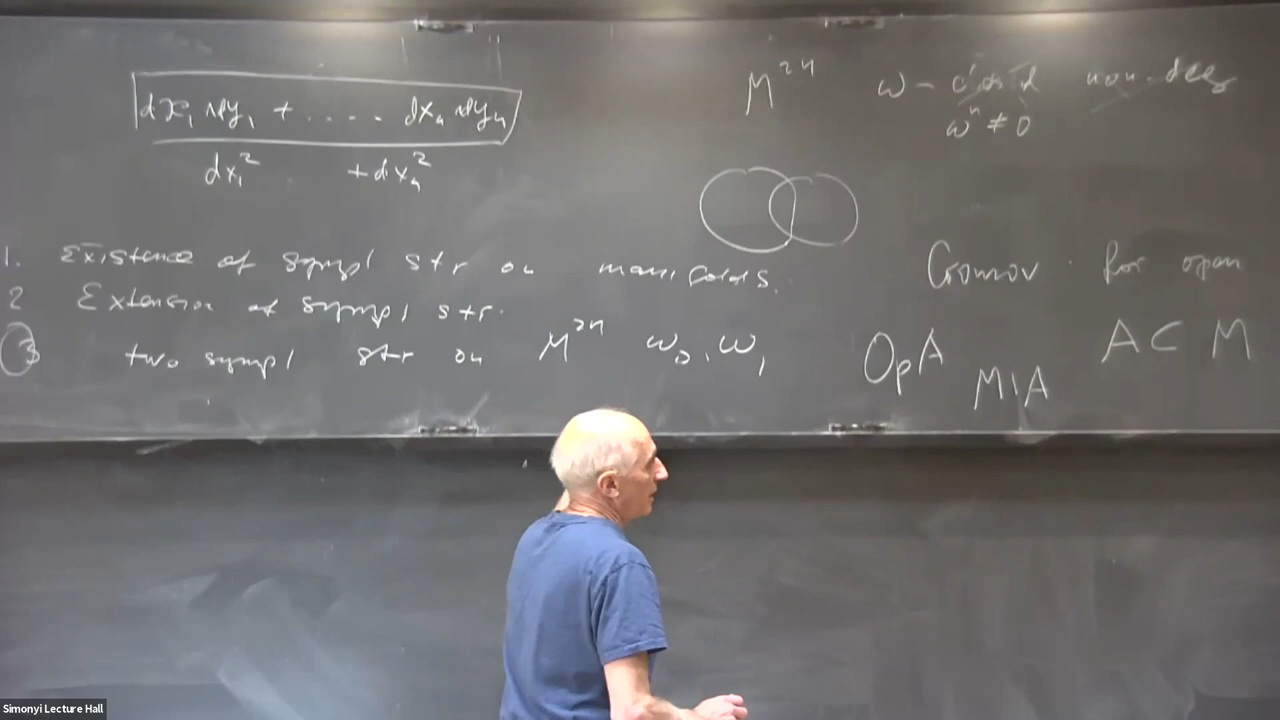 dx₁∧dy₁ + ..... dxₙ∧dyₙ
dx₁² + dxₙ²
M²ⁿ ω - closed non-deg
ωⁿ ≠ 0
1. Existence of sympl str on manifolds.
2 Extension of sympl str.
3 two sympl str on M²ⁿ ω₀, ω₁
Gromov. for open
OpA MIA ACM
Simonyi Lecture Hall